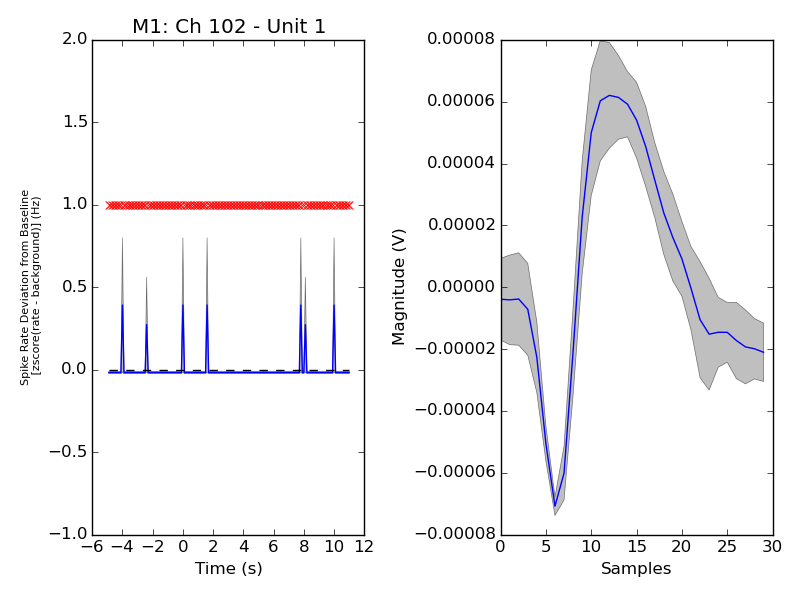 M1: Ch 102 - Unit 1
2.0
1.5
1.0
0.5
0.0
−0.5
−1.0
Spike Rate Deviation from Baseline
[zscore(rate - background)] (Hz)
−6 −4 −2 0 2 4 6 8 10 12
Time (s)
0.00008
0.00006
0.00004
0.00002
0.00000
−0.00002
−0.00004
−0.00006
−0.00008
Magnitude (V)
0 5 10 15 20 25 30
Samples